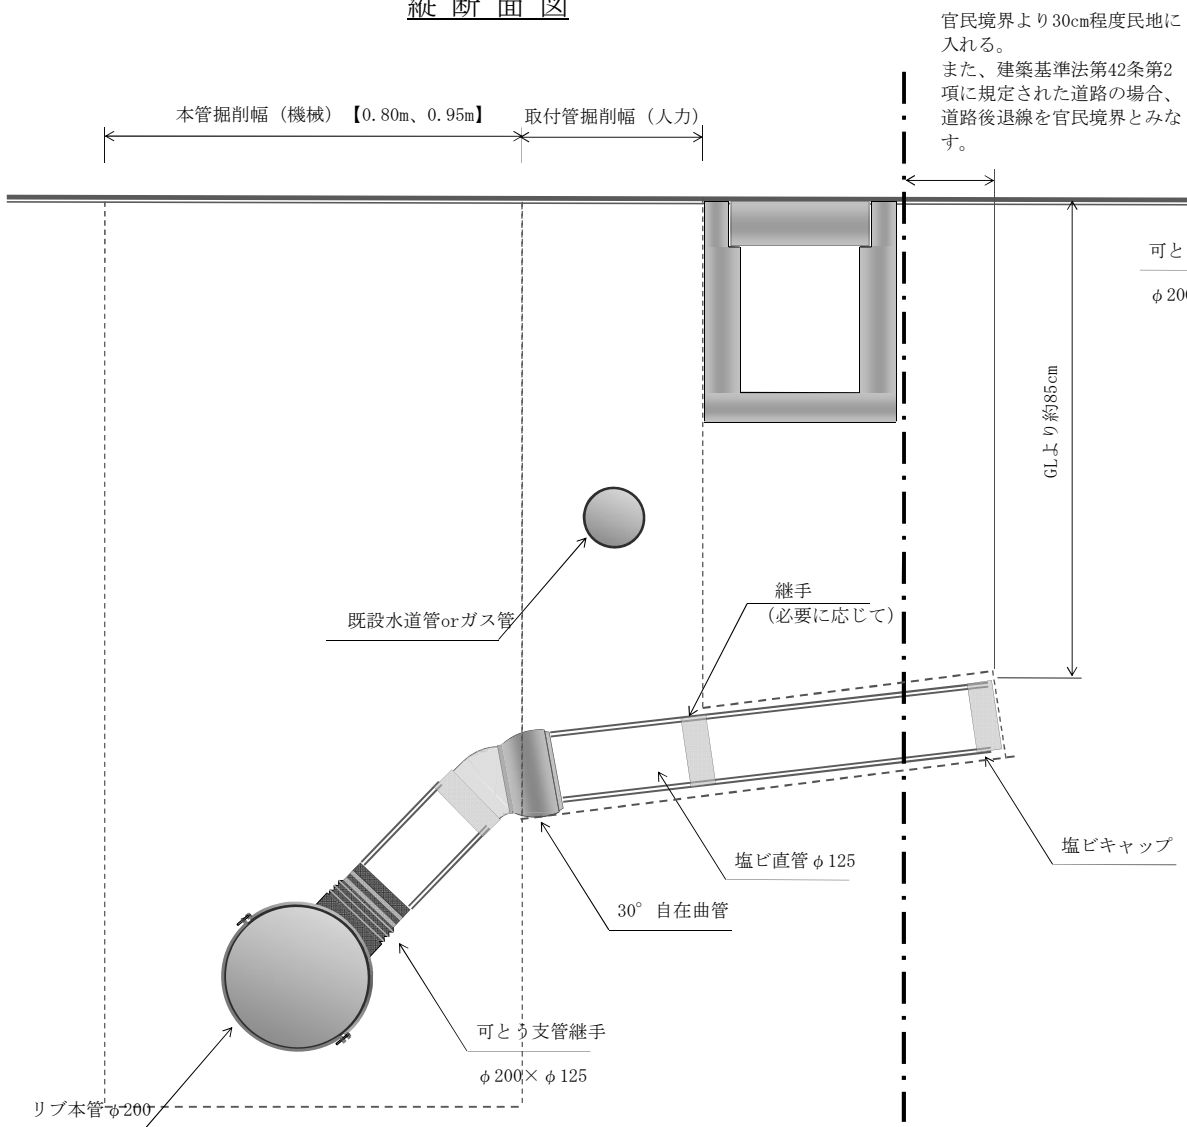 縦断面図
官民境界より30cm程度民地に
入れる。
また、建築基準法第42条第2
項に規定された道路の場合、
道路後退線を官民境界とみな
す。
本管掘削幅（機械）【0.80m、0.95m】
取付管掘削幅（人力）
可と
φ200
GLより約85cm
継手
（必要に応じて）
既設水道管orガス管
塩ビキャップ
塩ビ直管φ125
30°自在曲管
可とう支管継手
φ200×φ125
リブ本管φ200